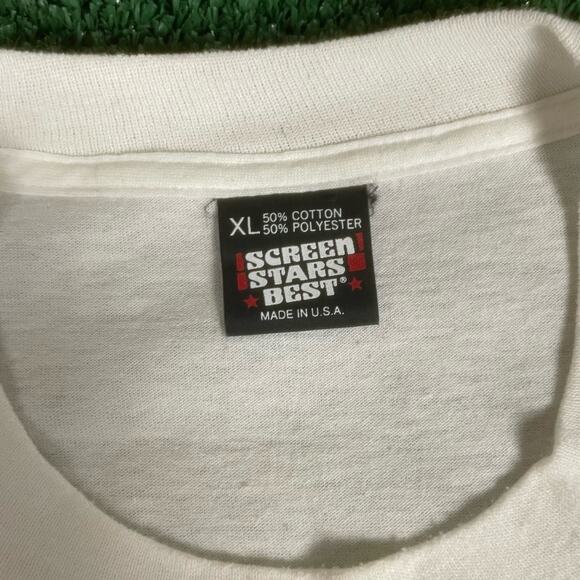 XL 50% COTTON
50% POLYESTER
SCREEN
STARS
BEST®
MADE IN U.S.A.